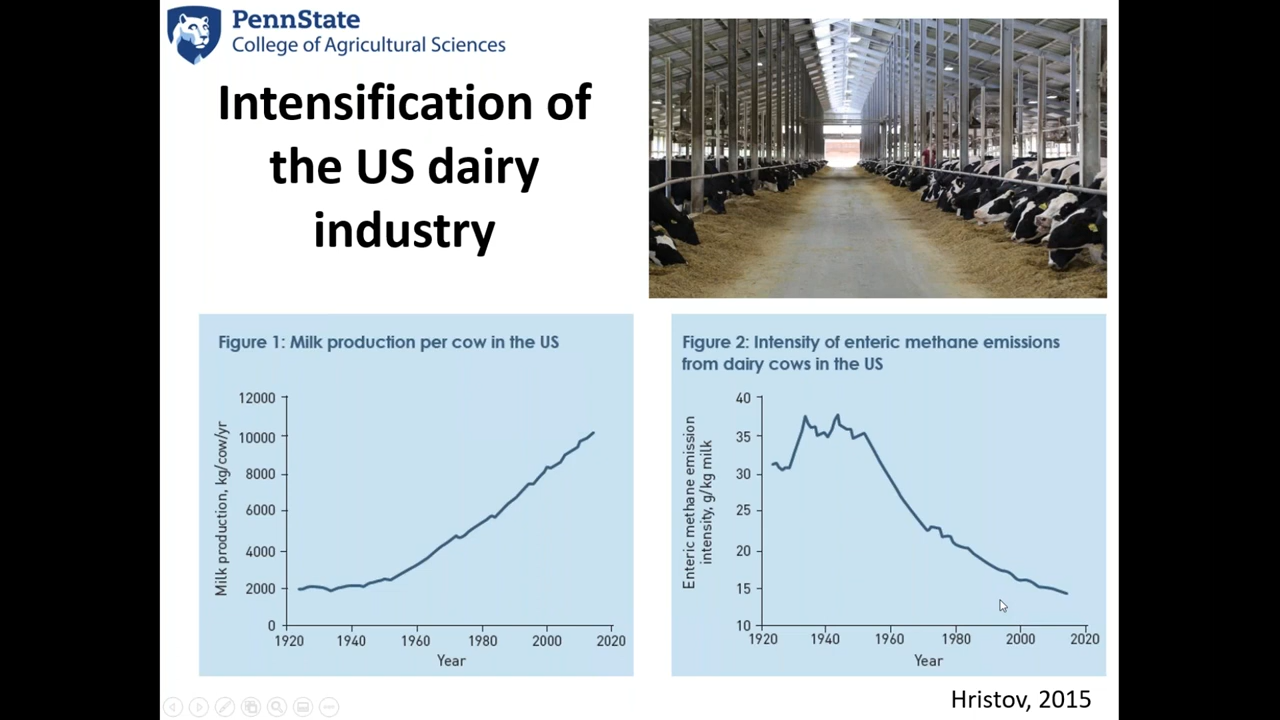 PennState
College of Agricultural Sciences
Intensification of
the US dairy
industry
Figure 1: Milk production per cow in the US
Milk production, kg/cow/yr
12000
10000
8000
6000
4000
2000
0
1920
1940
1960
1980
2000
2020
Year
Figure 2: Intensity of enteric methane emissions
from dairy cows in the US
Enteric methane emission
intensity, g/kg milk
40
35
30
25
20
15
10
1920
1940
1960
1980
2000
2020
Year
Hristov, 2015